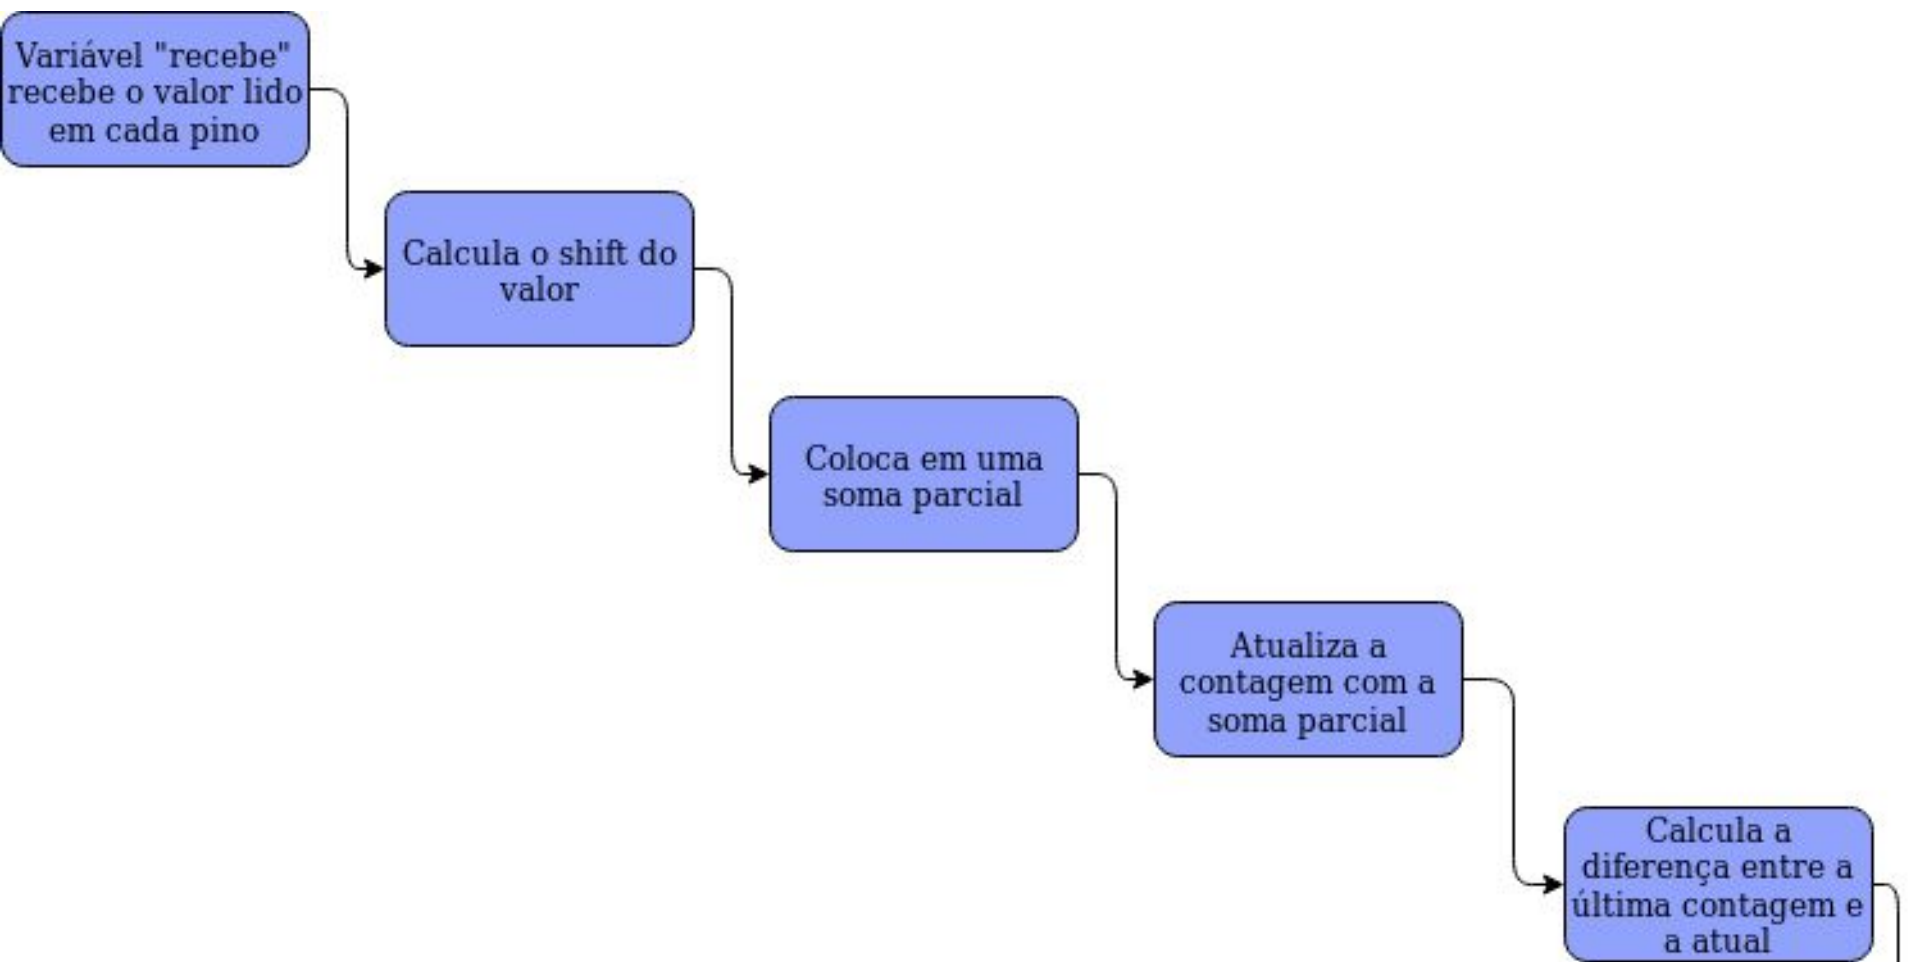 Variável "recebe"
recebe o valor lido
em cada pino
Calcula o shift do
valor
Coloca em uma
soma parcial
Atualiza a
contagem com a
soma parcial
Calcula a
diferença entre a
última contagem e
a atual